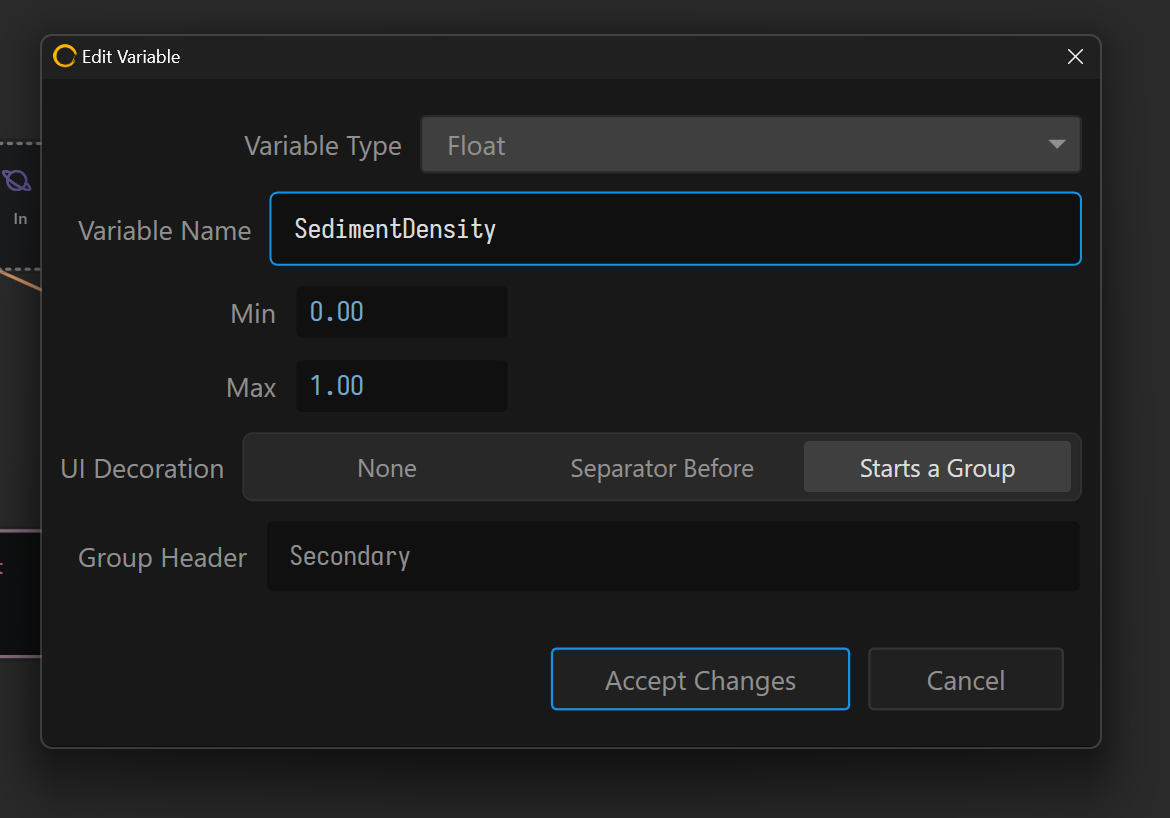 Edit Variable
Variable Type Float
In
Variable Name SedimentDensity
Min 0.00
Max 1.00
UI Decoration None Separator Before Starts a Group
Group Header Secondary
Accept Changes Cancel